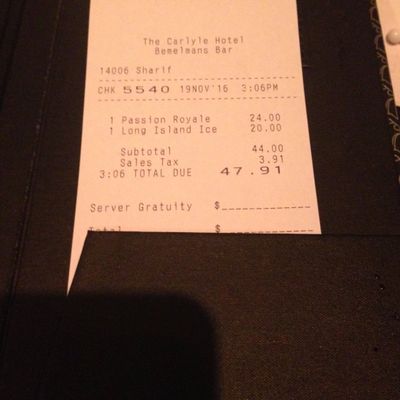 The Carlyle Hotel
Bemelmans Bar
14006 Sharif
CHK 5540 19NOV'16 3:06PM
1 Passion Royale 24.00
1 Long Island Ice 20.00
Subtotal 44.00
Sales Tax 3.91
3:06 TOTAL DUE 47.91
Server Gratuity $
Total $